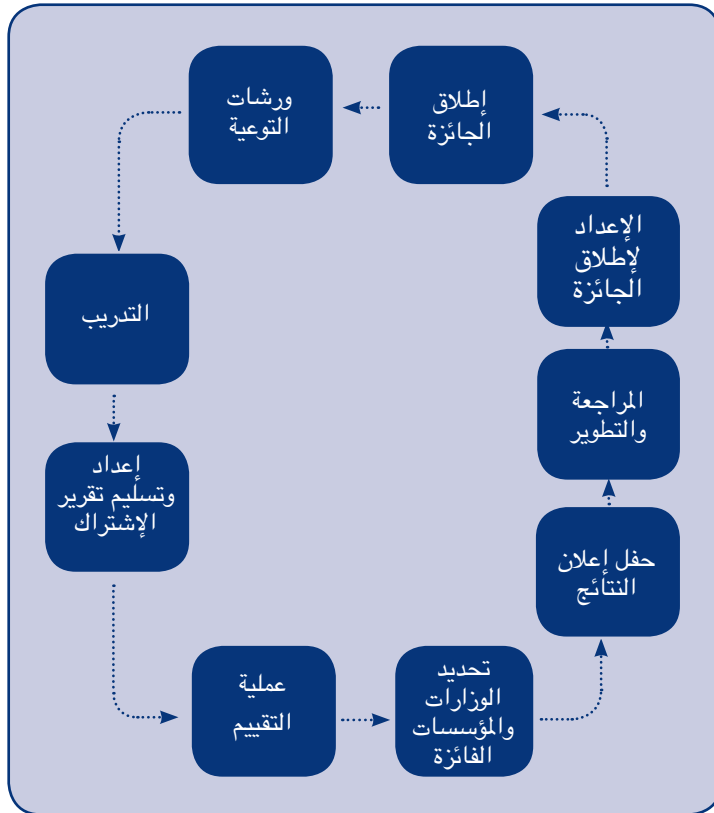 إطلاق
الجائزة
ورشات
التوعية
التدريب
إعداد
وتسليم تقرير
الإشتراك
عملية
التقييم
تحديد
الوزارات
والمؤسسات
الفائزة
حفل إعلان
النتائج
المراجعة
والتطوير
الإعداد
لإطلاق
الجائزة